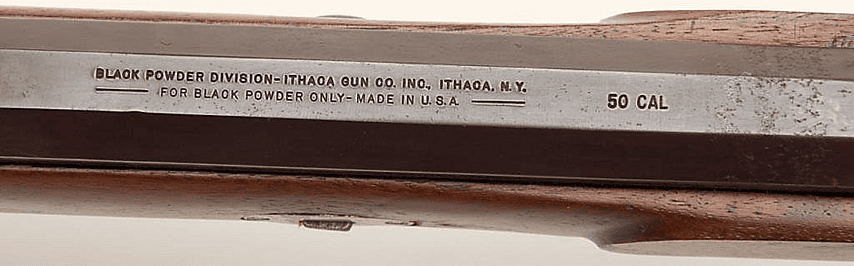 BLACK POWDER DIVISION-ITHACA GUN CO. INC., ITHACA, N.Y.
FOR BLACK POWDER ONLY-MADE IN U.S.A.
50 CAL